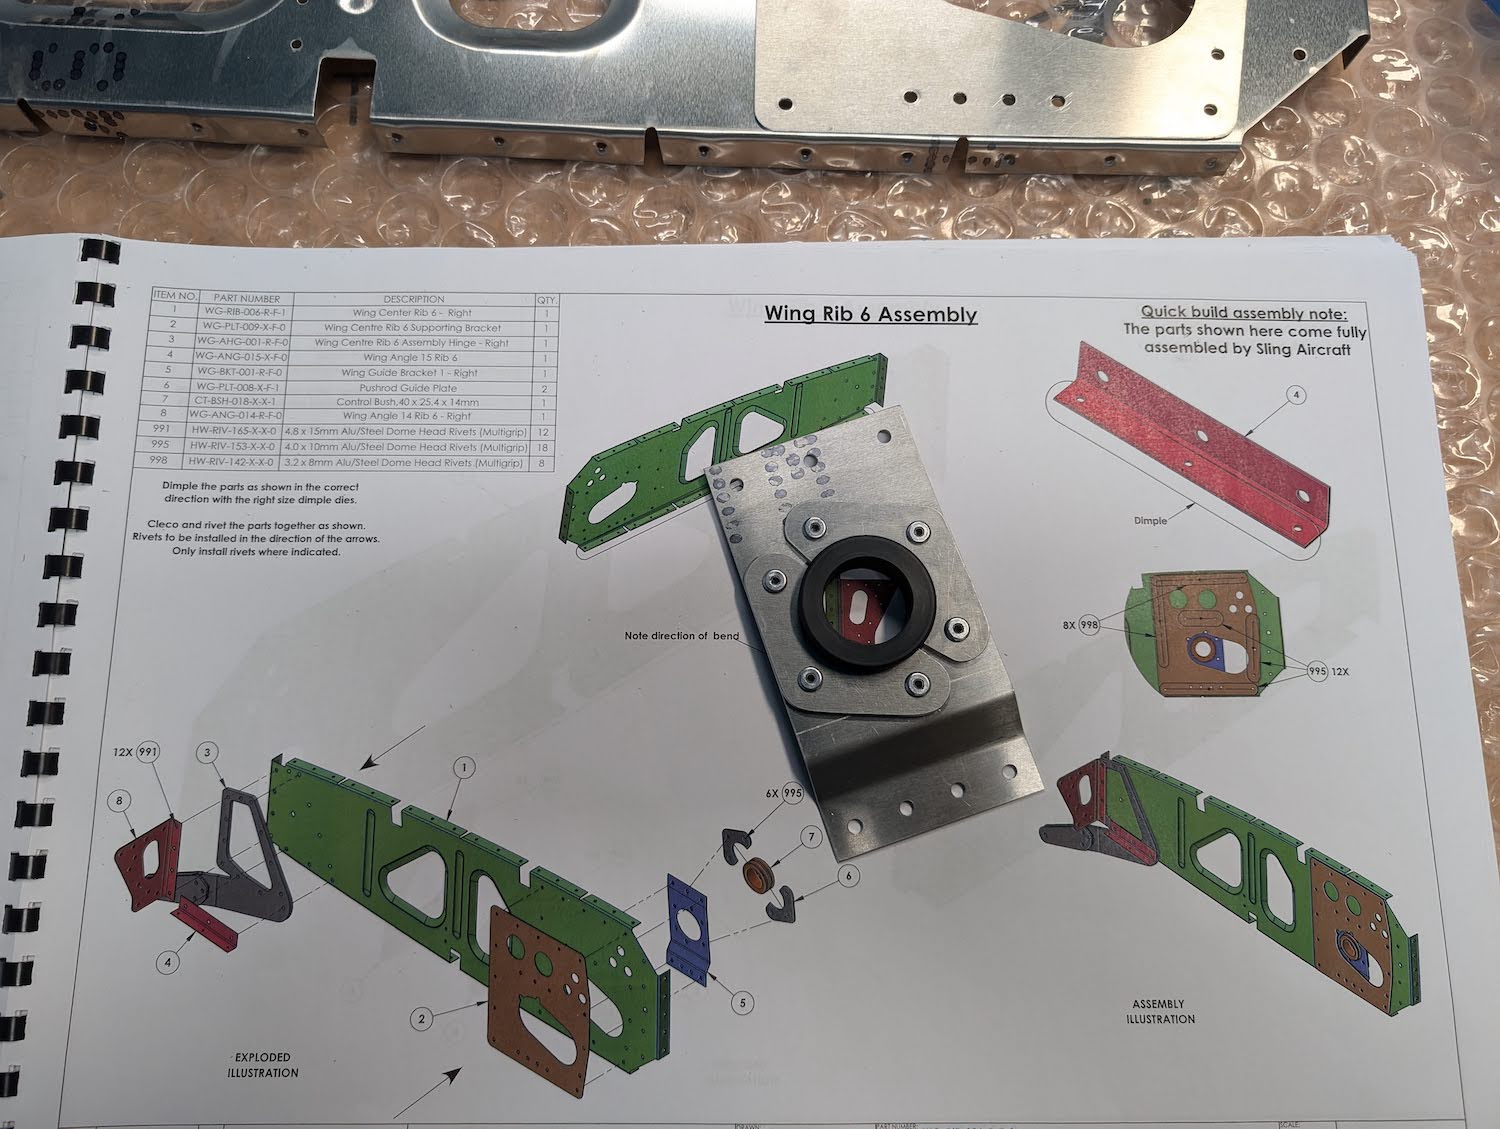 ITEM NO. PART NUMBER DESCRIPTION QTY.
1 WG-RIB-006-R-F-1 Wing Center Rib 6 - Right 1
2 WG-PLT-009-X-F-0 Wing Centre Rib 6 Supporting Bracket 1
3 WG-AHG-001-R-F-0 Wing Centre Rib 6 Assembly Hinge - Right 1
4 WG-ANG-015-X-F-0 Wing Angle 15 Rib 6 1
5 WG-BKT-001-R-F-0 Wing Guide Bracket 1 - Right 1
6 WG-PLT-008-X-F-1 Pushrod Guide Plate 2
7 CT-BSH-018-X-X-1 Control Bush,40 x 25.4 x 14mm 1
8 WG-ANG-014-R-F-0 Wing Angle 14 Rib 6 - Right 1
991 HW-RIV-165-X-X-0 4.8 x 15mm Alu/Steel Dome Head Rivets (Multigrip) 12
995 HW-RIV-153-X-X-0 4.0 x 10mm Alu/Steel Dome Head Rivets (Multigrip) 18
998 HW-RIV-142-X-X-0 3.2 x 8mm Alu/Steel Dome Head Rivets (Multigrip) 8
Dimple the parts as shown in the correct
direction with the right size dimple dies.
Cleco and rivet the parts together as shown.
Rivets to be installed in the direction of the arrows.
Only install rivets where indicated.
Wing Rib 6 Assembly
Quick build assembly note:
The parts shown here come fully
assembled by Sling Aircraft
4
Dimple
Note direction of bend
8X 998
995 12X
12X 991
3
8
1
4
2
6X 995
7
6
5
EXPLODED
ILLUSTRATION
ASSEMBLY
ILLUSTRATION
DRAWN:
PART NUMBER:
SCALE: